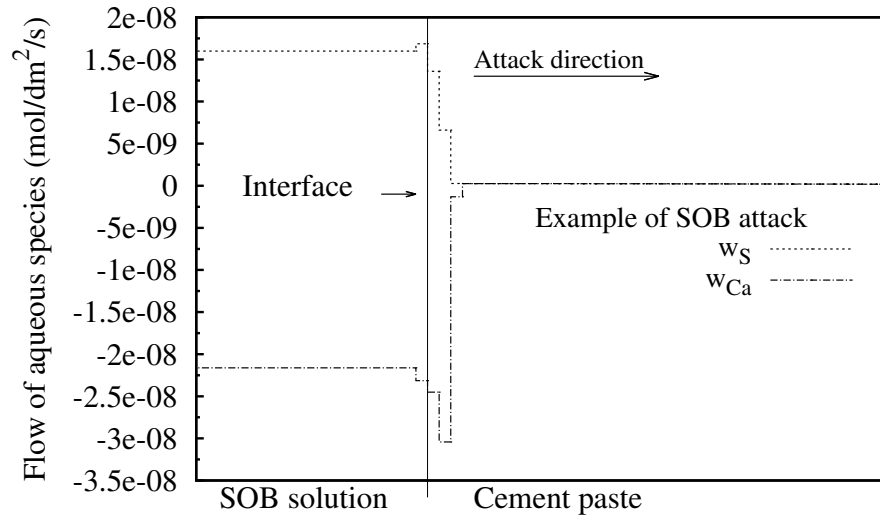 Flow of aqueous species (mol/dm²/s)
2e-08
1.5e-08
1e-08
5e-09
0
-5e-09
-1e-08
-1.5e-08
-2e-08
-2.5e-08
-3e-08
-3.5e-08
Attack direction
Interface
Example of SOB attack
w_S
w_Ca
SOB solution
Cement paste